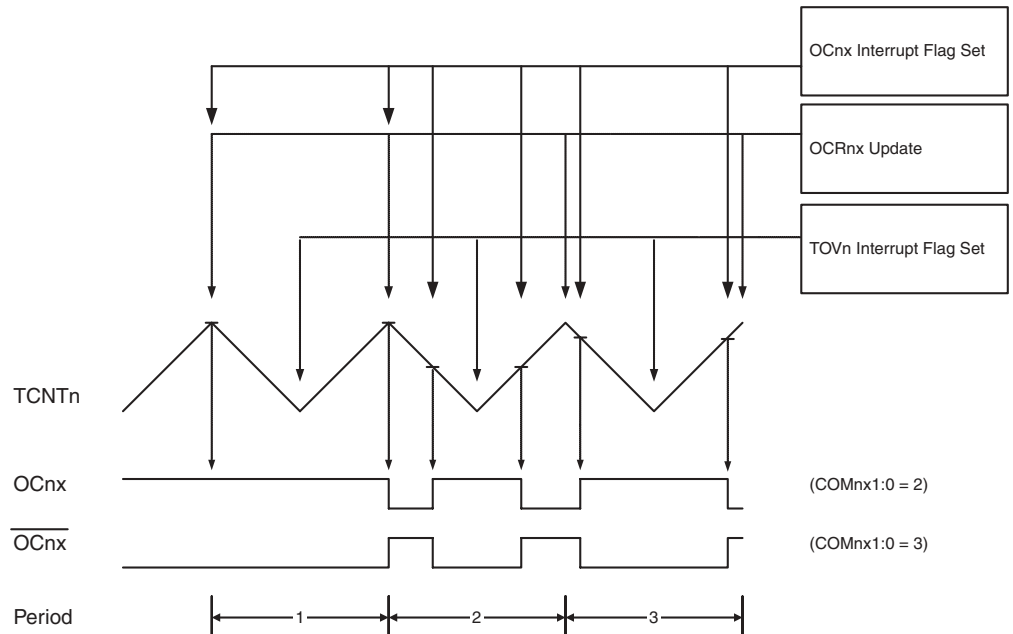 OCnx Interrupt Flag Set
OCRnx Update
TOVn Interrupt Flag Set
TCNTn
OCnx
(COMnx1:0 = 2)
OCnx
(COMnx1:0 = 3)
Period
1
2
3